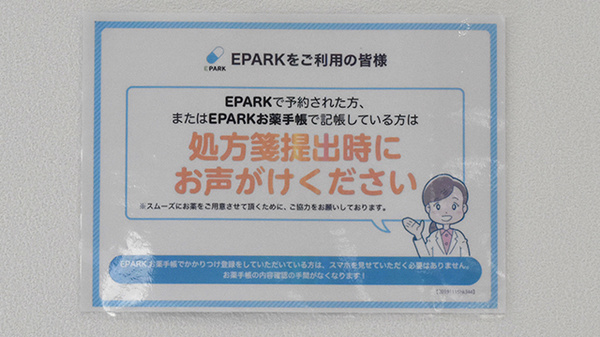 EPARK
EPARKをご利用の皆様
EPARKで予約された方、
またはEPARKお薬手帳で記帳している方は
処方箋提出時に
お声がけください
※スムーズにお薬をご用意させて頂くために、ご協力をお願いしております。
EPARKお薬手帳でかかりつけ登録をしていただいている方は、スマホを見せていただく必要はありません。
お薬手帳の内容確認の手間がなくなります!